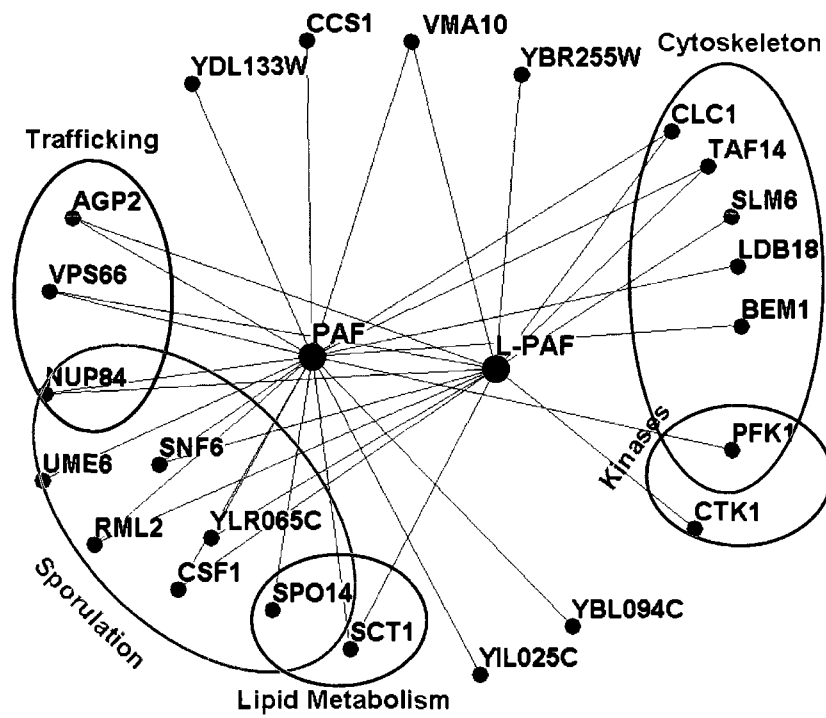 CCS1
VMA10
YDL133W
YBR255W
Cytoskeleton
CLC1
TAF14
Trafficking
AGP2
SLM6
LDB18
VPS66
BEM1
PAF
L-PAF
NUP84
PFK1
Kinases
UME6
SNF6
CTK1
RML2
YLR065C
CSF1
SPO14
Sporulation
SCT1
YBL094C
YIL025C
Lipid Metabolism